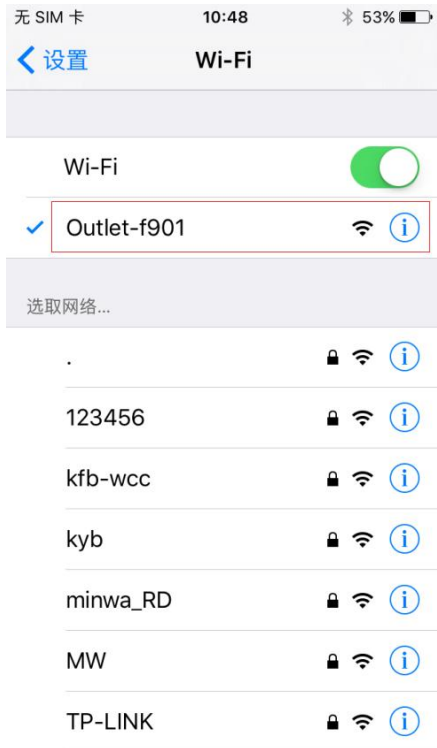 无 SIM 卡 10:48 53%
设置 Wi-Fi
Wi-Fi
Outlet-f901
选取网络...
.
123456
kfb-wcc
kyb
minwa_RD
MW
TP-LINK